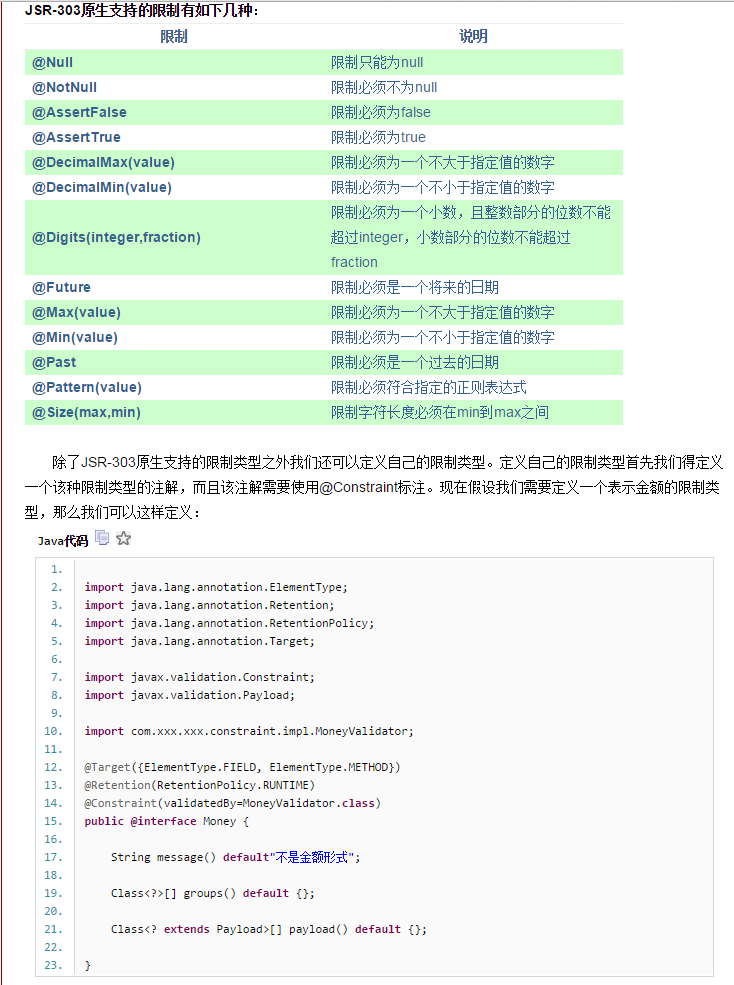 JSR-303原生支持的限制有如下几种：
限制 说明
@Null 限制只能为null
@NotNull 限制必须不为null
@AssertFalse 限制必须为false
@AssertTrue 限制必须为true
@DecimalMax(value) 限制必须为一个不大于指定值的数字
@DecimalMin(value) 限制必须为一个不小于指定值的数字
@Digits(integer,fraction) 限制必须为一个小数，且整数部分的位数不能
超过integer，小数部分的位数不能超过
fraction
@Future 限制必须是一个将来的日期
@Max(value) 限制必须为一个不大于指定值的数字
@Min(value) 限制必须为一个不小于指定值的数字
@Past 限制必须是一个过去的日期
@Pattern(value) 限制必须符合指定的正则表达式
@Size(max,min) 限制字符长度必须在min到max之间
除了JSR-303原生支持的限制类型之外我们还可以定义自己的限制类型。定义自己的限制类型首先我们得定义
一个该种限制类型的注解，而且该注解需要使用@Constraint标注。现在假设我们需要定义一个表示金额的限制类
型，那么我们可以这样定义：
Java代码
1.
2. import java.lang.annotation.ElementType;
3. import java.lang.annotation.Retention;
4. import java.lang.annotation.RetentionPolicy;
5. import java.lang.annotation.Target;
6.
7. import javax.validation.Constraint;
8. import javax.validation.Payload;
9.
10. import com.xxx.xxx.constraint.impl.MoneyValidator;
11.
12. @Target({ElementType.FIELD, ElementType.METHOD})
13. @Retention(RetentionPolicy.RUNTIME)
14. @Constraint(validatedBy=MoneyValidator.class)
15. public @interface Money {
16.
17. String message() default"不是金额形式";
18.
19. Class<?>[] groups() default {};
20.
21. Class<? extends Payload>[] payload() default {};
22.
23. }